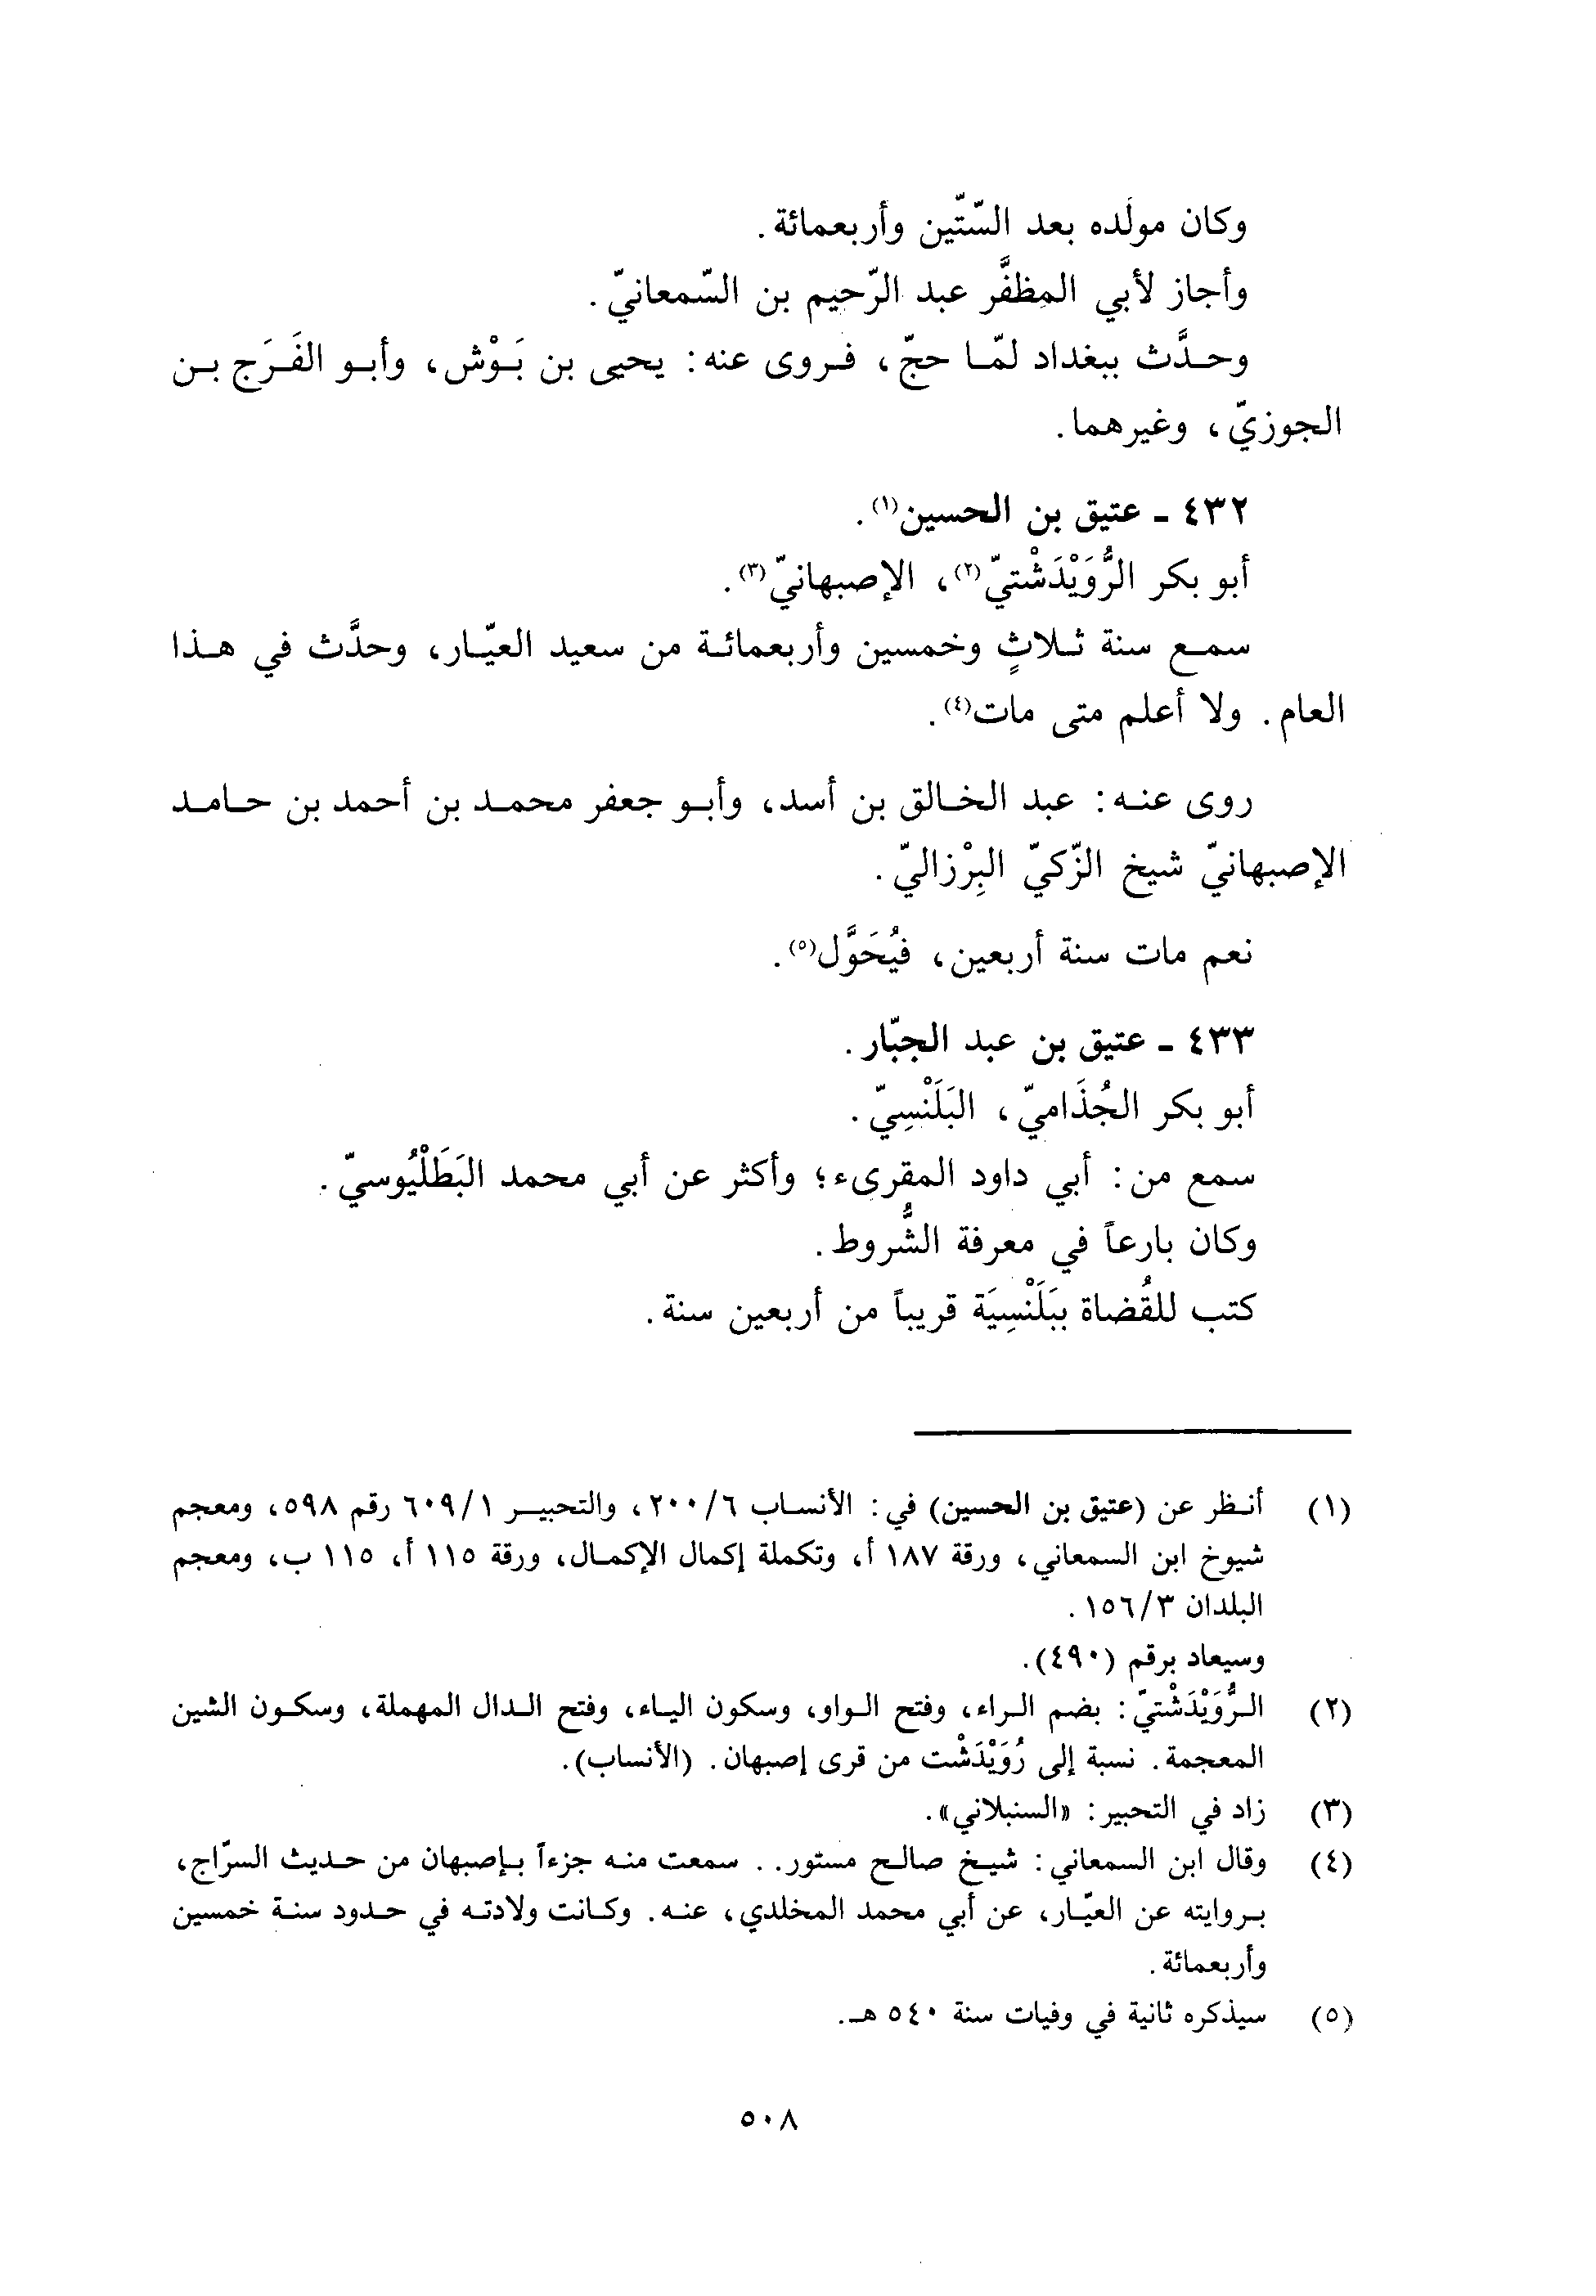 وكان مولده بعد السّتّين وأربعمائة.
وأجاز لأبي المظفَّر عبد الرّحيم بن السّمعانيّ.
وحدَّث ببغداد لمّا حجّ، فروى عنه: يحيى بن بَوْش، وأبو الفَرَج بن
الجوزيّ، وغيرهما.
٤٣٢ - عتيق بن الحسين(١).
أبو بكر الرُّوَيْدَشْتيّ(٢)، الإصبهانيّ(٣).
سمع سنة ثلاثٍ وخمسين وأربعمائة من سعيد العيّار، وحدَّث في هذا
العام. ولا أعلم متى مات(٤).
روى عنه: عبد الخالق بن أسد، وأبو جعفر محمد بن أحمد بن حامد
الإصبهانيّ شيخ الزّكيّ البِرْزاليّ.
نعم مات سنة أربعين، فيُحَوَّل(٥).
٤٣٣ - عتيق بن عبد الجبّار.
أبو بكر الجُذَاميّ، البَلَنْسِيّ.
سمع من: أبي داود المقرىء؛ وأكثر عن أبي محمد البَطَلْيُوسيّ.
وكان بارعاً في معرفة الشُّروط.
كتب للقُضاة ببَلَنْسِيَة قريباً من أربعين سنة.
(١) أنظر عن (عتيق بن الحسين) في: الأنساب ٦/٢٠٠، والتحبير ١/٦٠٩ رقم ٥٩٨، ومعجم
شيوخ ابن السمعاني، ورقة ١٨٧ أ، وتكملة إكمال الإكمال، ورقة ١١٥ أ، ١١٥ ب، ومعجم
البلدان ٣/١٥٦.
وسيعاد برقم (٤٩٠).
(٢) الرُّوَيْدَشْتيّ: بضم الراء، وفتح الواو، وسكون الياء، وفتح الدال المهملة، وسكون الشين
المعجمة. نسبة إلى رُوَيْدَشْت من قرى إصبهان. (الأنساب).
(٣) زاد في التحبير: «السنبلاني».
(٤) وقال ابن السمعاني: شيخ صالح مستور.. سمعت منه جزءاً بإصبهان من حديث السرّاج،
بروايته عن العيّار، عن أبي محمد المخلدي، عنه. وكانت ولادته في حدود سنة خمسين
وأربعمائة.
(٥) سيذكره ثانية في وفيات سنة ٥٤٠ هـ.
٥٠٨